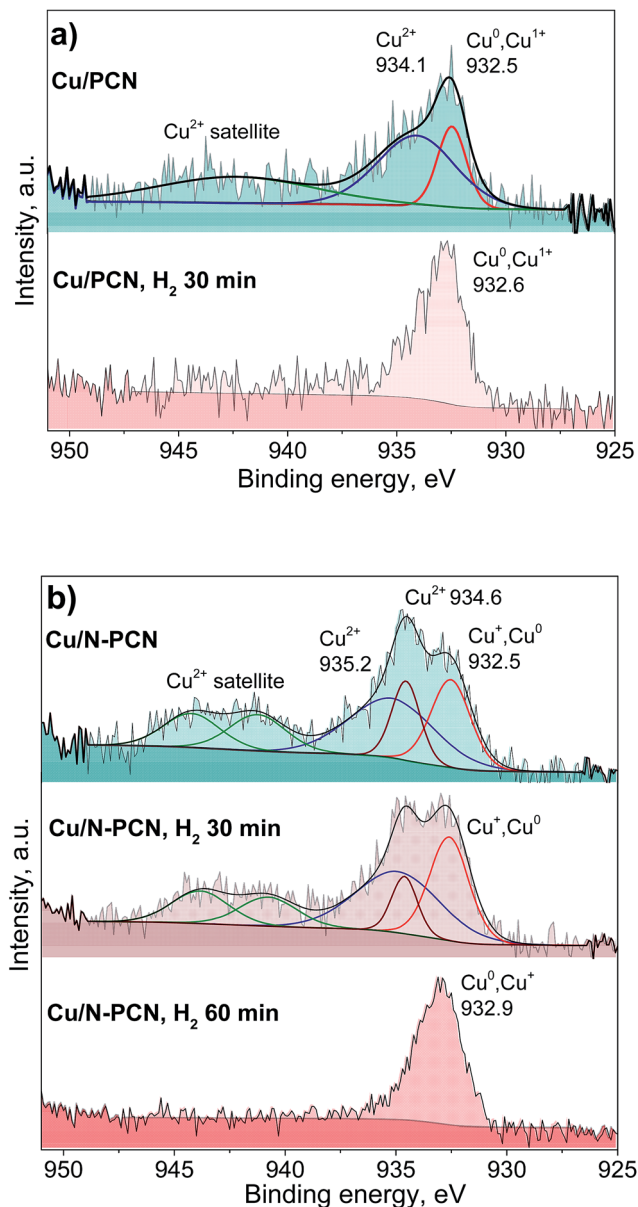 a)
Cu/PCN
Cu²⁺
934.1
Cu⁰,Cu¹⁺
932.5
Cu²⁺ satellite
Cu/PCN, H₂ 30 min
Cu⁰,Cu¹⁺
932.6
Intensity, a.u.
950 945 940 935 930 925
Binding energy, eV
b)
Cu/N-PCN
Cu²⁺ 934.6
Cu²⁺
935.2
Cu⁺,Cu⁰
932.5
Cu²⁺ satellite
Cu/N-PCN, H₂ 30 min
Cu⁺,Cu⁰
Cu/N-PCN, H₂ 60 min
Cu⁰,Cu⁺
932.9
Intensity, a.u.
950 945 940 935 930 925
Binding energy, eV